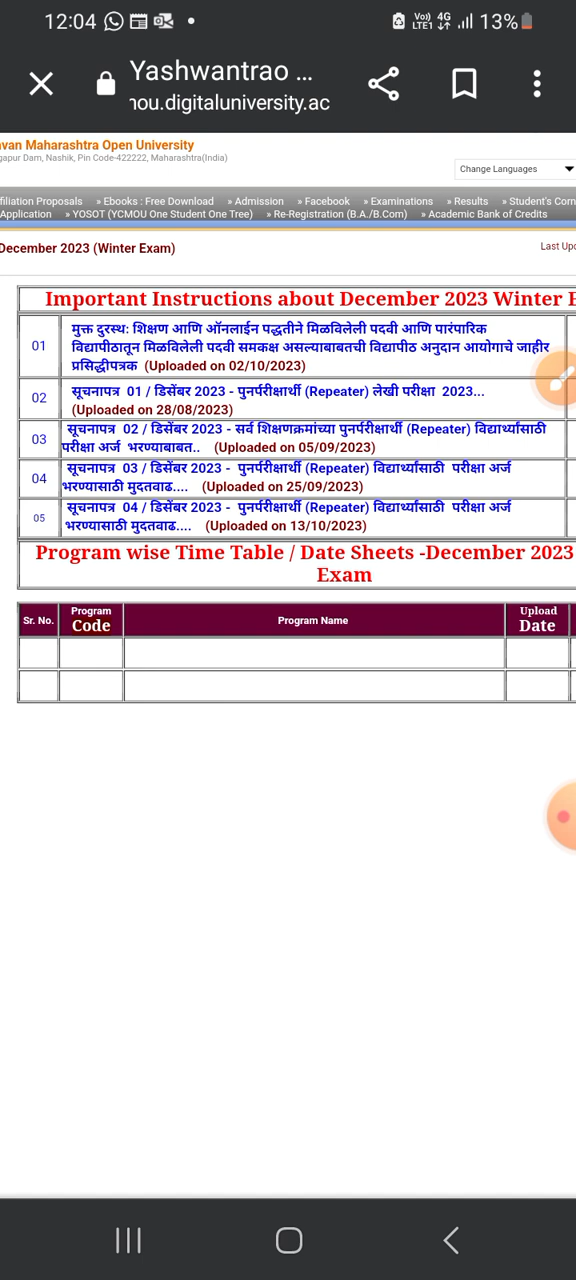 12:04
Vo)) 4G
LTE1
13%
Yashwantrao ...
nou.digitaluniversity.ac
van Maharashtra Open University
gapur Dam, Nashik, Pin Code-422222, Maharashtra(India)
Change Languages
filiation Proposals » Ebooks : Free Download » Admission » Facebook » Examinations » Results » Student's Corn
Application » YOSOT (YCMOU One Student One Tree) » Re-Registration (B.A./B.Com) » Academic Bank of Credits
December 2023 (Winter Exam) Last Upd
Important Instructions about December 2023 Winter E
01 मुक्त दुरस्थ: शिक्षण आणि ऑनलाईन पद्धतीने मिळविलेली पदवी आणि पारंपारिक
विद्यापीठातून मिळविलेली पदवी समकक्ष असल्याबाबतची विद्यापीठ अनुदान आयोगाचे जाहीर
प्रसिद्धीपत्रक (Uploaded on 02/10/2023)
02 सूचनापत्र 01 / डिसेंबर 2023 - पुनर्परीक्षार्थी (Repeater) लेखी परीक्षा 2023...
(Uploaded on 28/08/2023)
03 सूचनापत्र 02 / डिसेंबर 2023 - सर्व शिक्षणक्रमांच्या पुनर्परीक्षार्थी (Repeater) विद्यार्थ्यांसाठी
परीक्षा अर्ज भरण्याबाबत.. (Uploaded on 05/09/2023)
04 सूचनापत्र 03 / डिसेंबर 2023 - पुनर्परीक्षार्थी (Repeater) विद्यार्थ्यांसाठी परीक्षा अर्ज
भरण्यासाठी मुदतवाढ.... (Uploaded on 25/09/2023)
05 सूचनापत्र 04 / डिसेंबर 2023 - पुनर्परीक्षार्थी (Repeater) विद्यार्थ्यांसाठी परीक्षा अर्ज
भरण्यासाठी मुदतवाढ.... (Uploaded on 13/10/2023)
Program wise Time Table / Date Sheets -December 2023
Exam
Sr. No. Program Code Program Name Upload Date